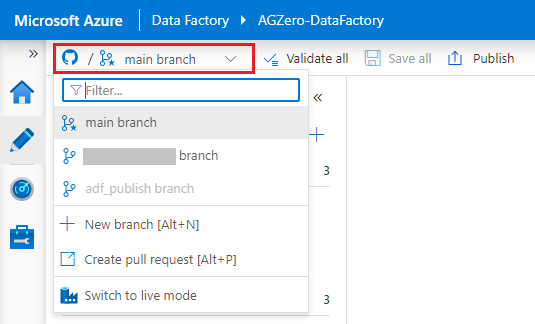 Microsoft Azure Data Factory AGZero-DataFactory
/ main branch Validate all Save all Publish
Filter...
main branch
branch
3
adf_publish branch
New branch [Alt+N]
Create pull request [Alt+P]
Switch to live mode
3